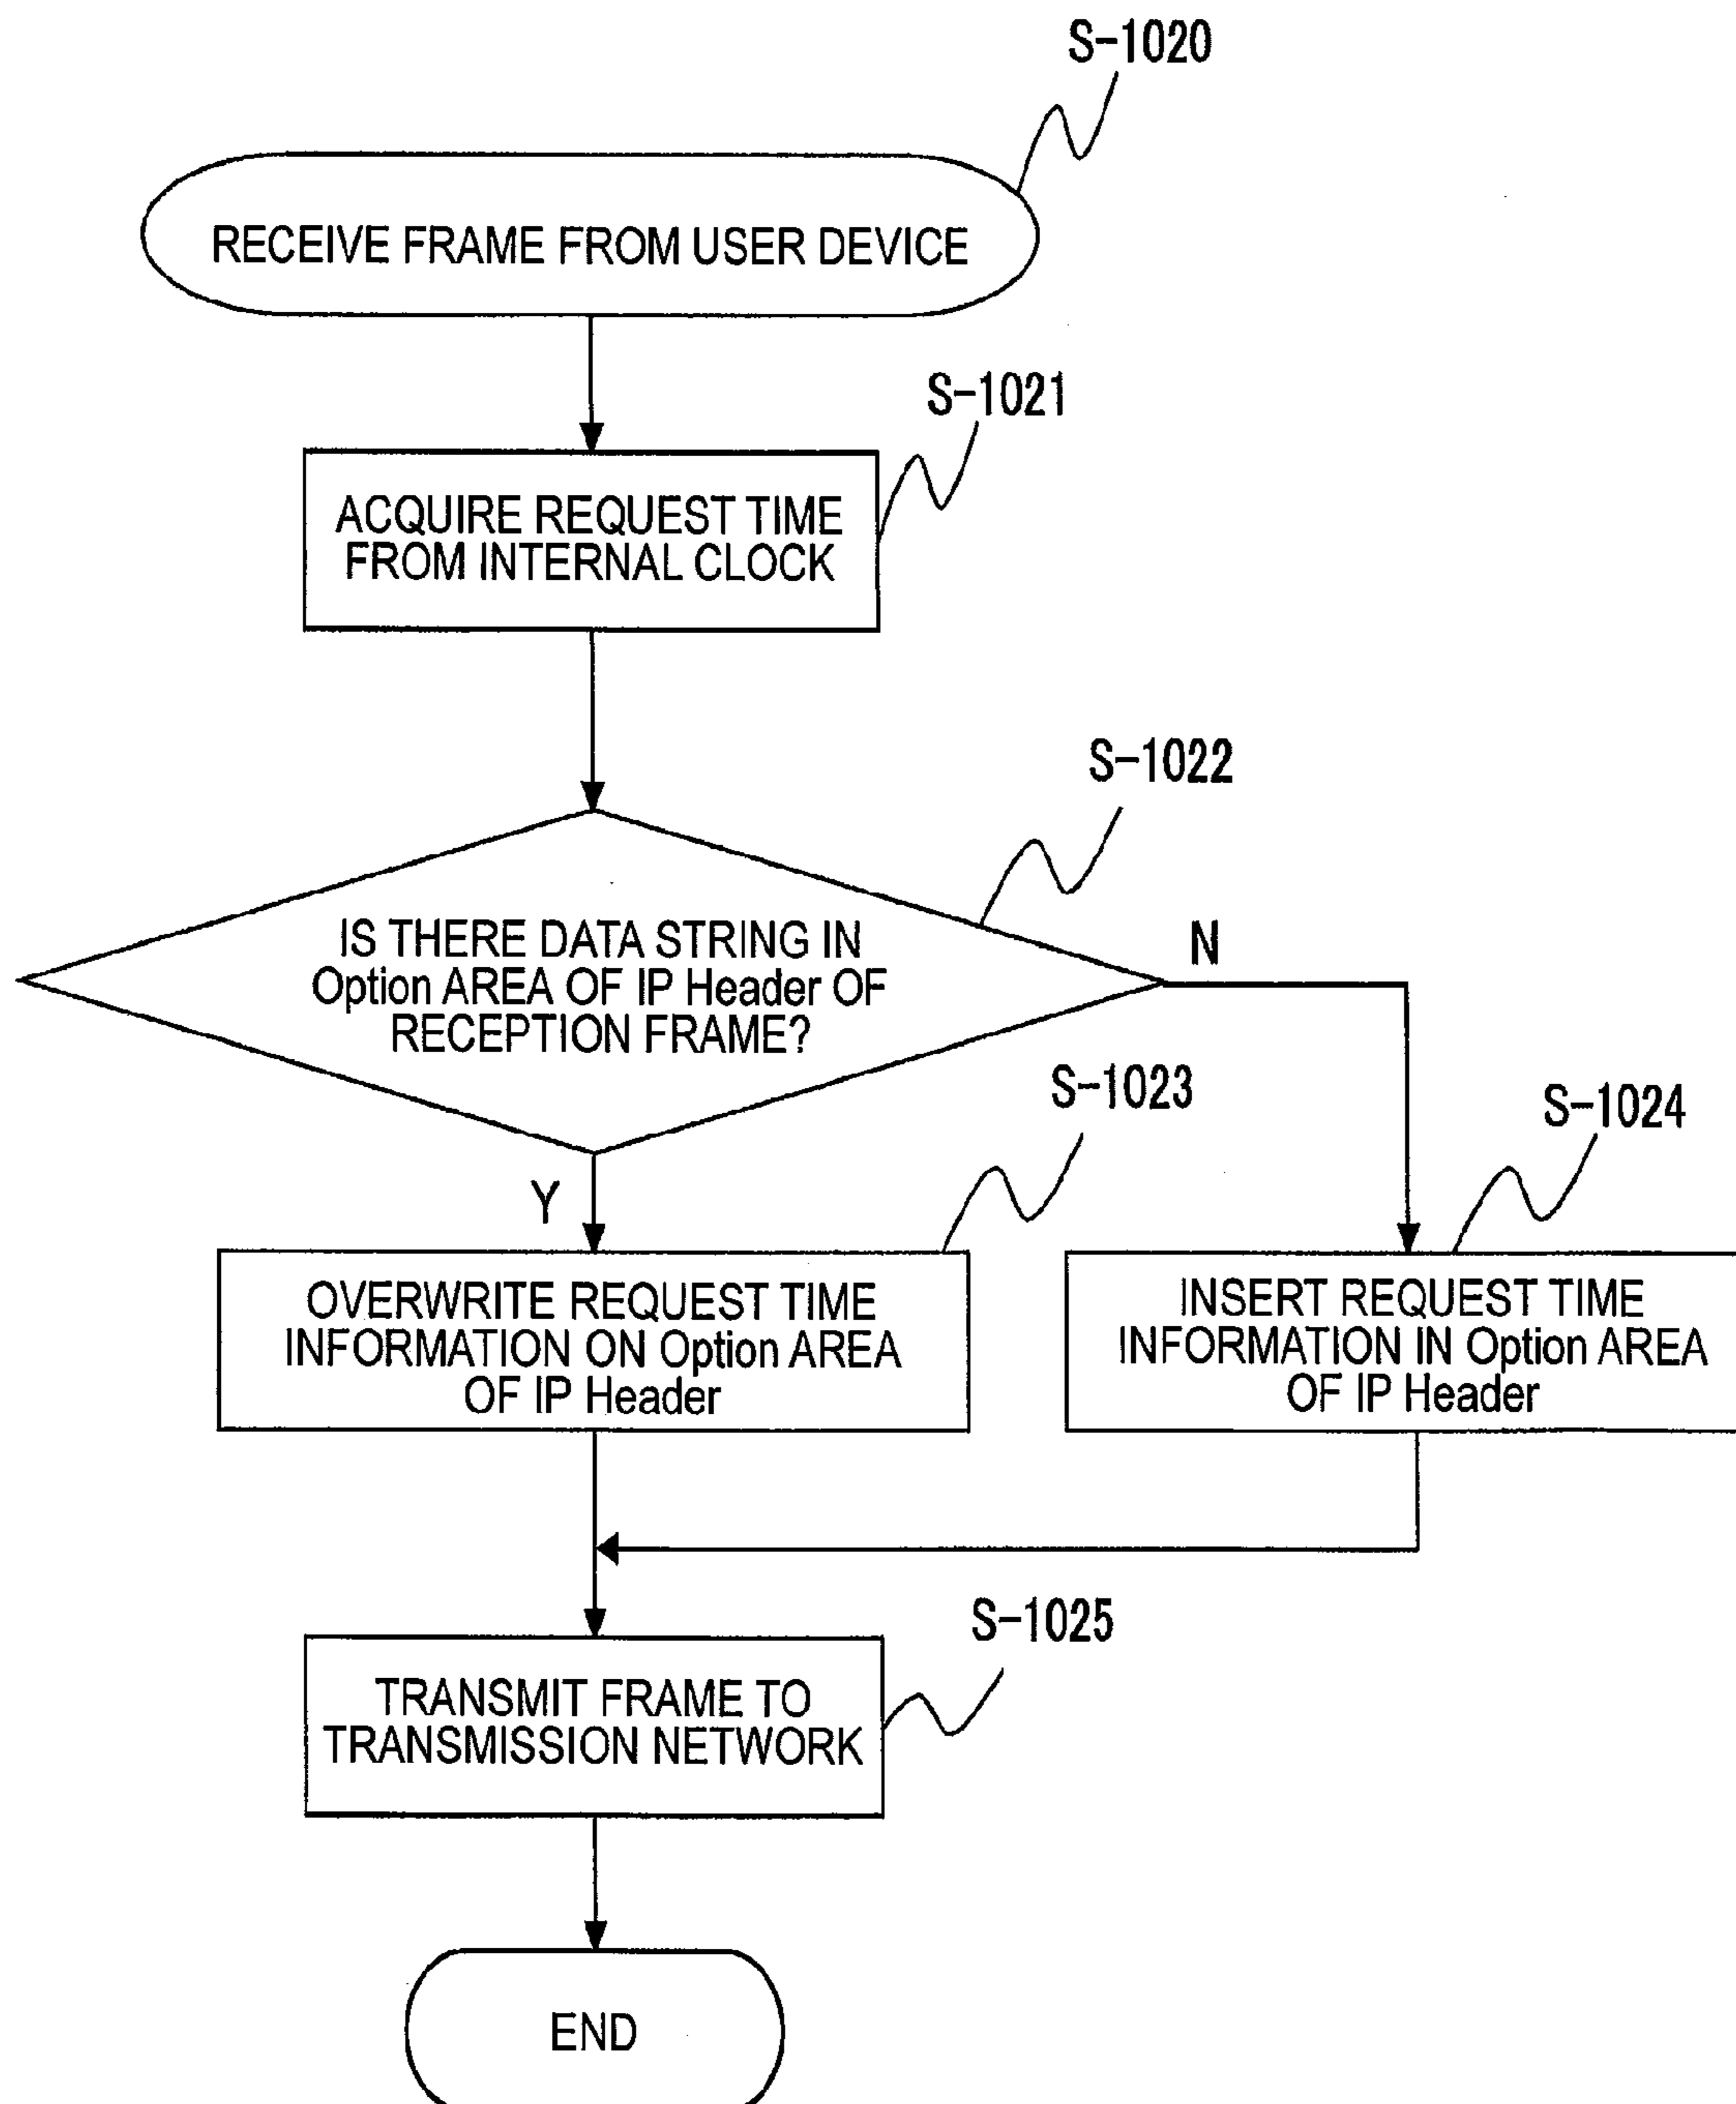 S-1020
RECEIVE FRAME FROM USER DEVICE
S-1021
ACQUIRE REQUEST TIME
FROM INTERNAL CLOCK
S-1022
IS THERE DATA STRING IN
Option AREA OF IP Header OF
RECEPTION FRAME?
N
Y
S-1023
OVERWRITE REQUEST TIME
INFORMATION ON Option AREA
OF IP Header
S-1024
INSERT REQUEST TIME
INFORMATION IN Option AREA
OF IP Header
S-1025
TRANSMIT FRAME TO
TRANSMISSION NETWORK
END